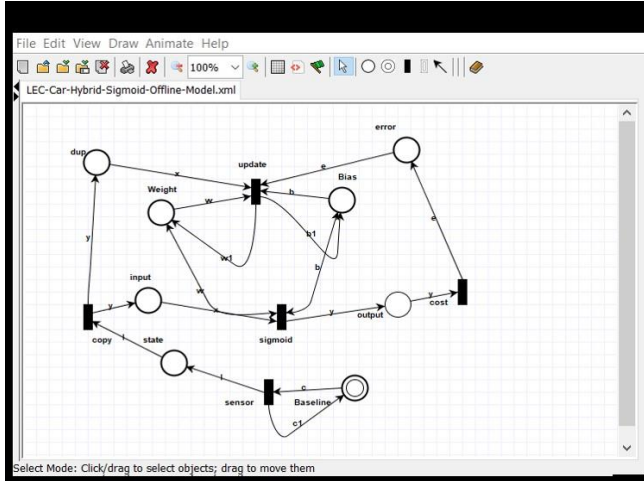 File Edit View Draw Animate Help
100%
LEC-Car-Hybrid-Sigmoid-Offline-Model.xml
error
dup
update
x
e
Weight
Bias
w
b1
y
w1
b
input
w
e
y
x
y
y
cost
output
copy
state
sigmoid
c
sensor
Baseline
c1
Select Mode: Click/drag to select objects; drag to move them